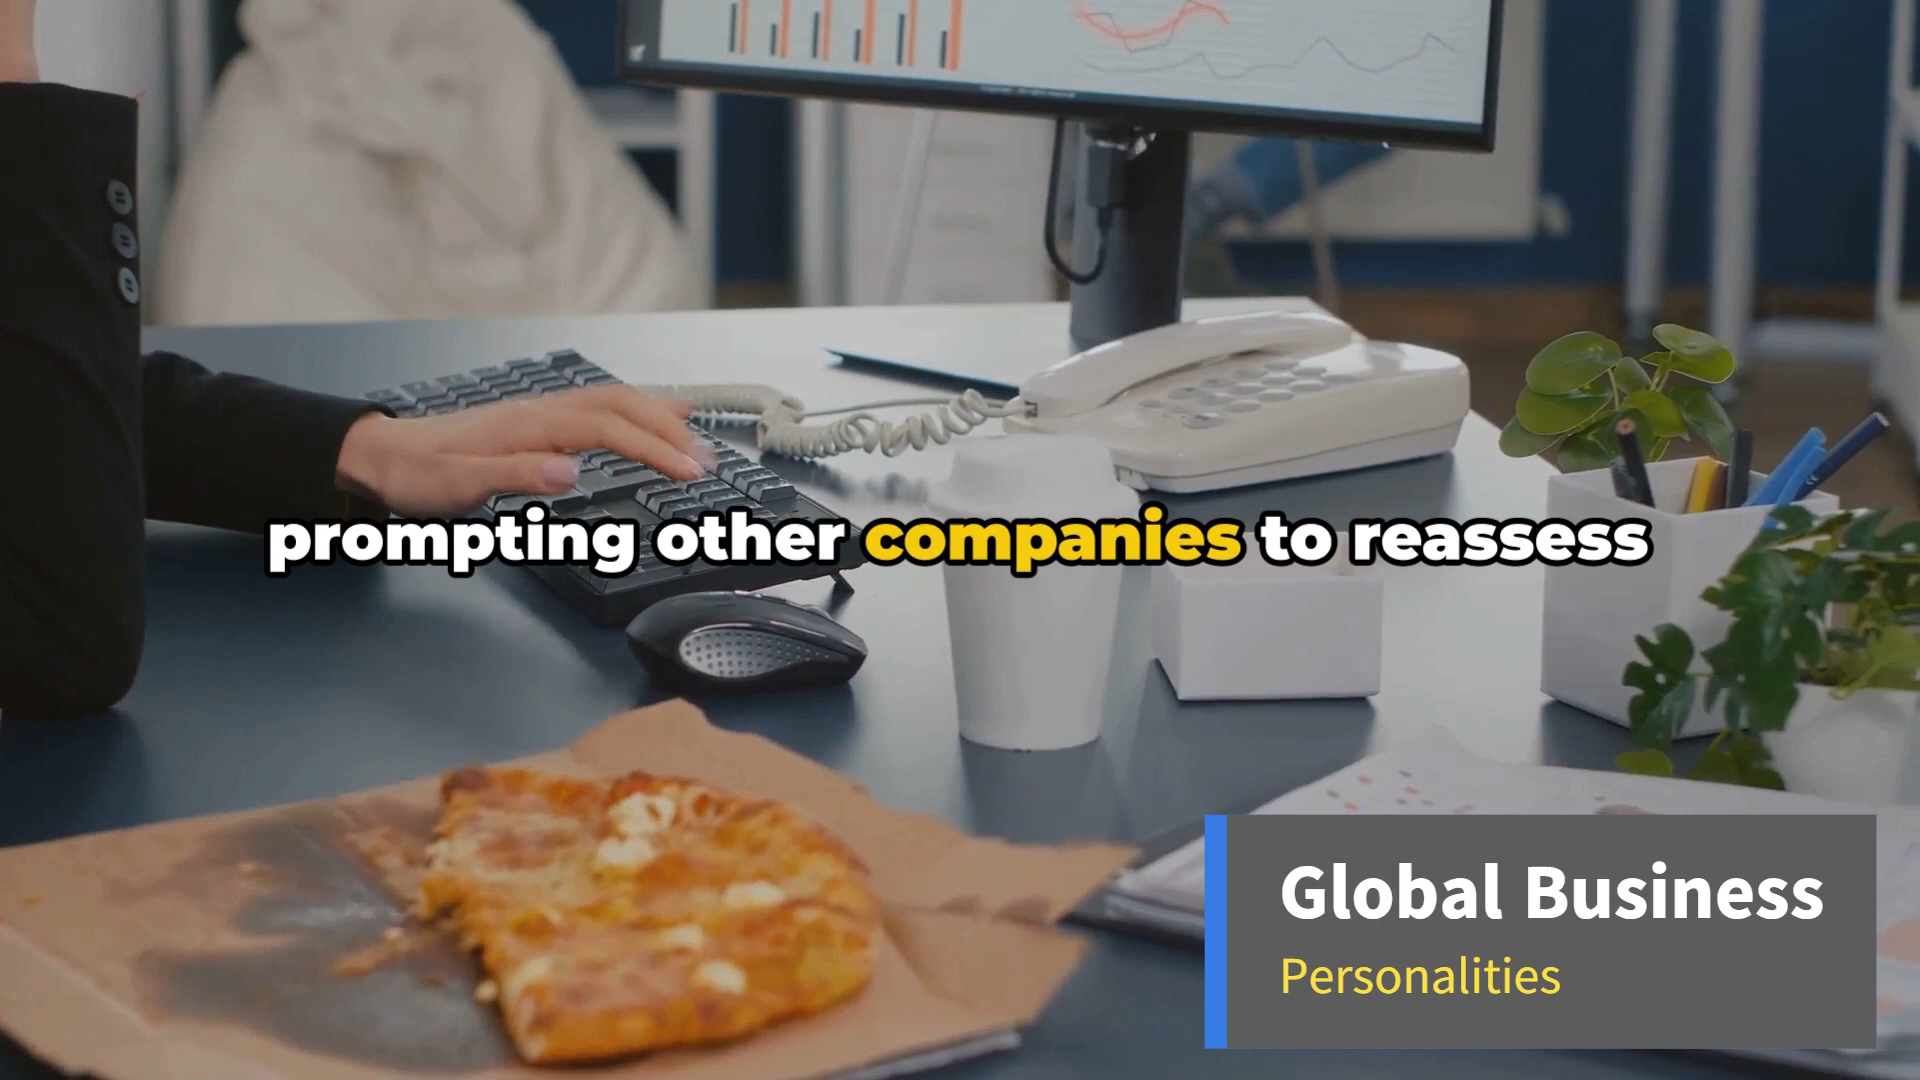 prompting other companies to reassess
Global Business
Personalities